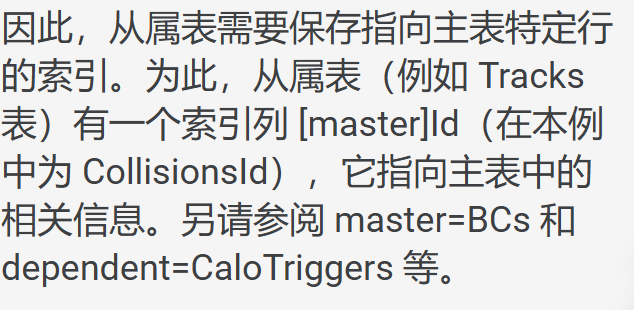 因此，从属表需要保存指向主表特定行
的索引。为此，从属表（例如 Tracks
表）有一个索引列 [master]Id（在本例
中为 CollisionsId），它指向主表中的
相关信息。另请参阅 master=BCs 和
dependent=CaloTriggers 等。